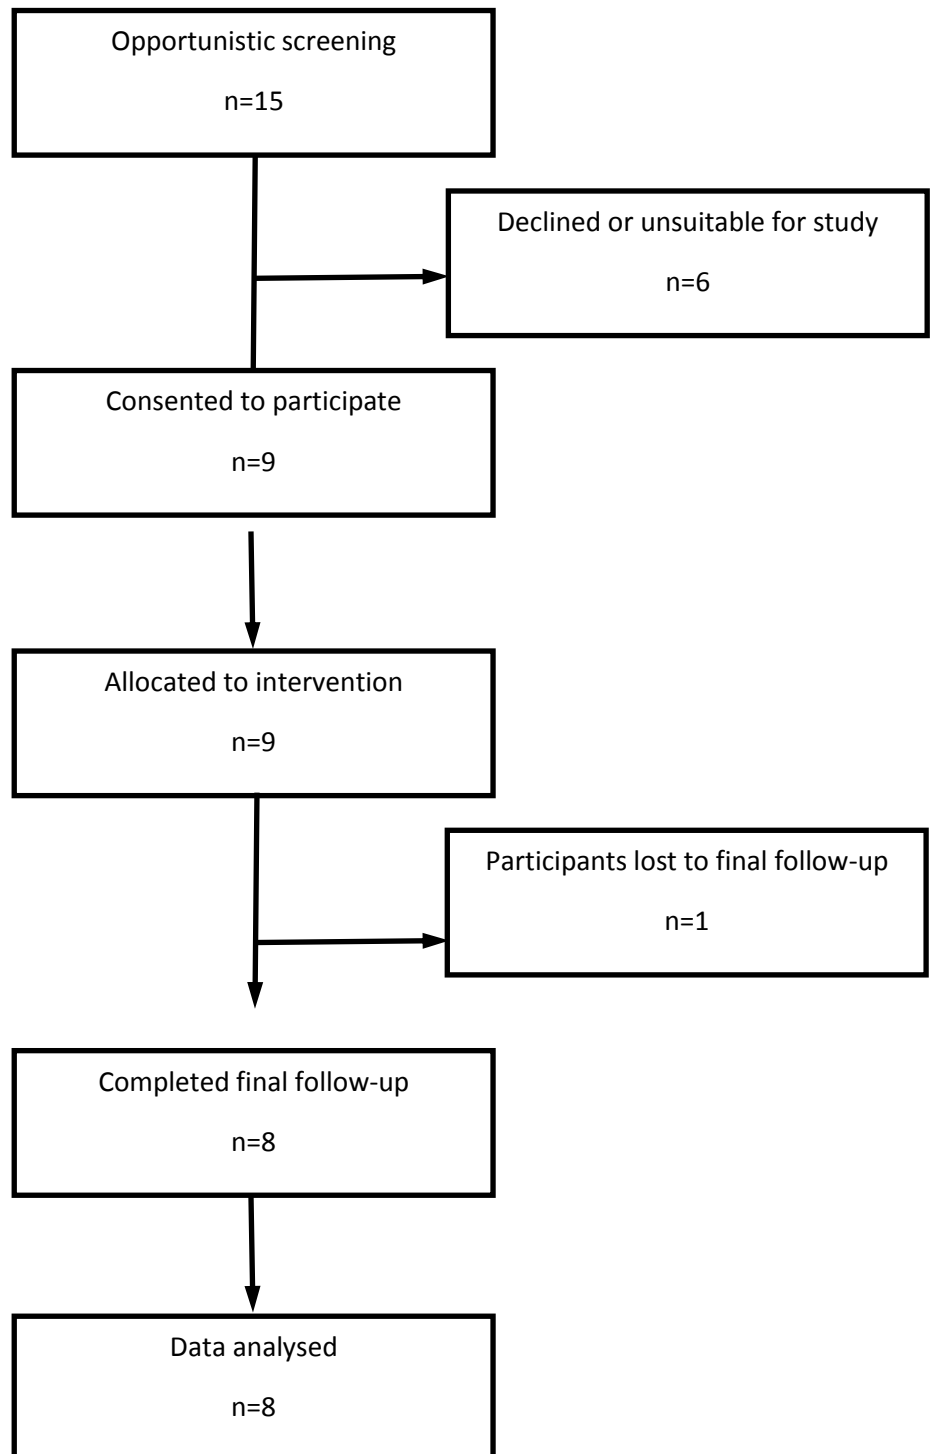 Opportunistic screening
n=15
Declined or unsuitable for study
n=6
Consented to participate
n=9
Allocated to intervention
n=9
Participants lost to final follow-up
n=1
Completed final follow-up
n=8
Data analysed
n=8